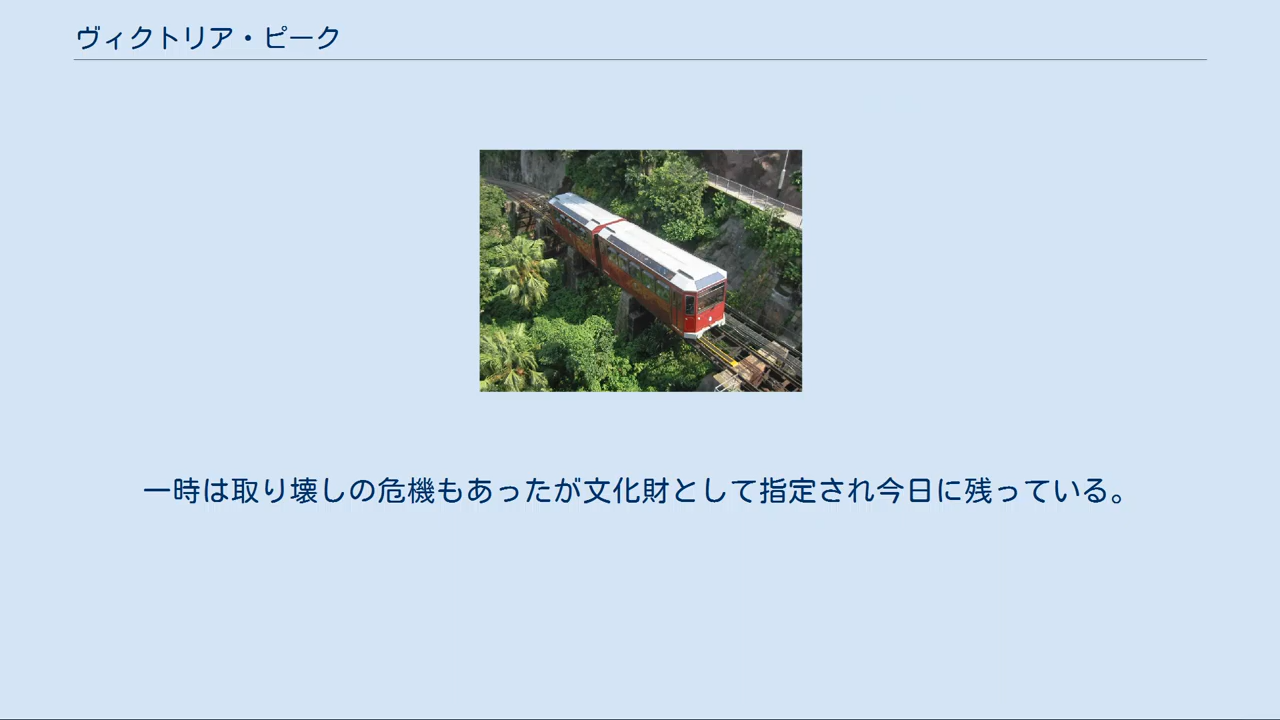 ヴィクトリア・ピーク
一時は取り壊しの危機もあったが文化財として指定され今日に残っている。